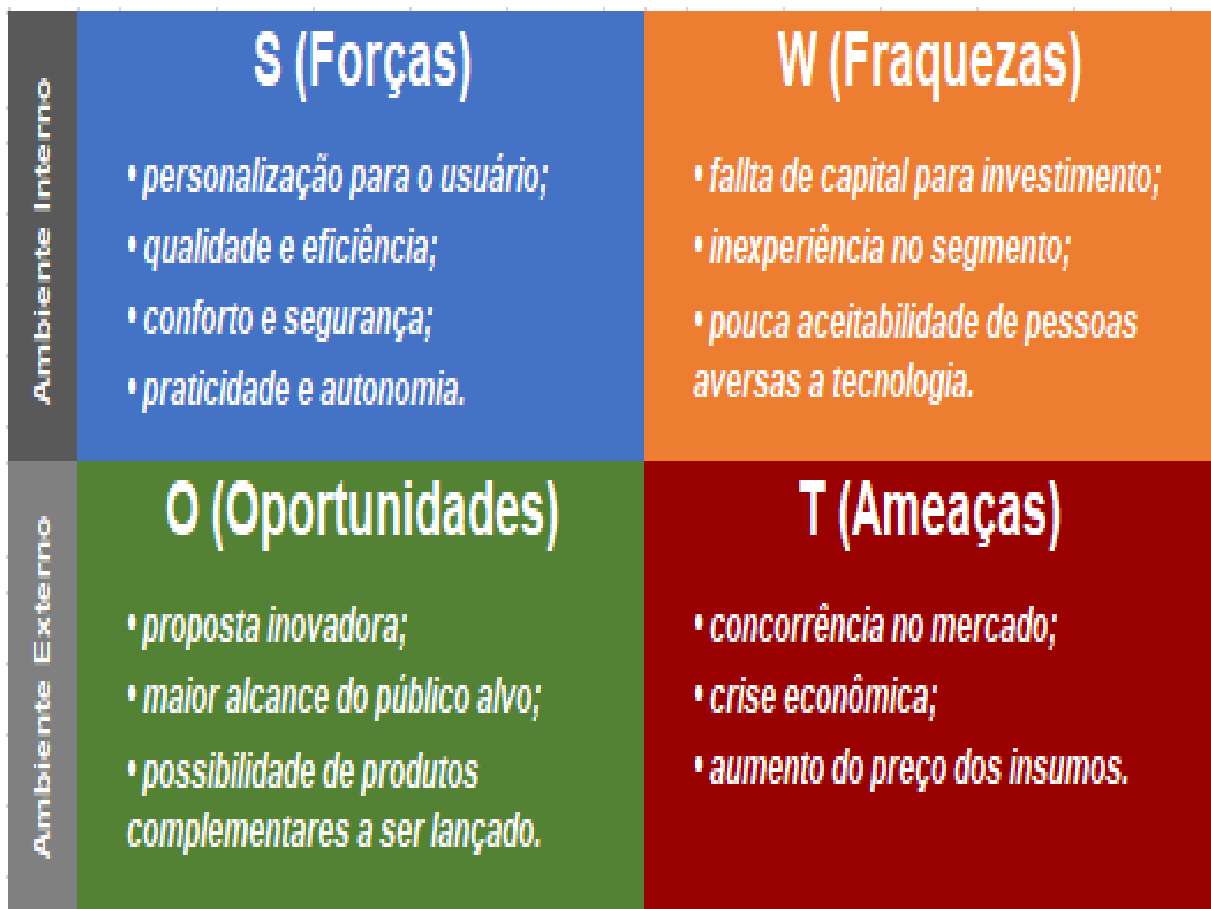 Ambiente Interno
S (Forças)
• personalização para o usuário;
• qualidade e eficiência;
• conforto e segurança;
• praticidade e autonomia.
W (Fraquezas)
• fallta de capital para investimento;
• inexperiência no segmento;
• pouca aceitabilidade de pessoas
aversas a tecnologia.
Ambiente Externo
O (Oportunidades)
• proposta inovadora;
• maior alcance do público alvo;
• possibilidade de produtos
complementares a ser lançado.
T (Ameaças)
• concorrência no mercado;
• crise econômica;
• aumento do preço dos insumos.